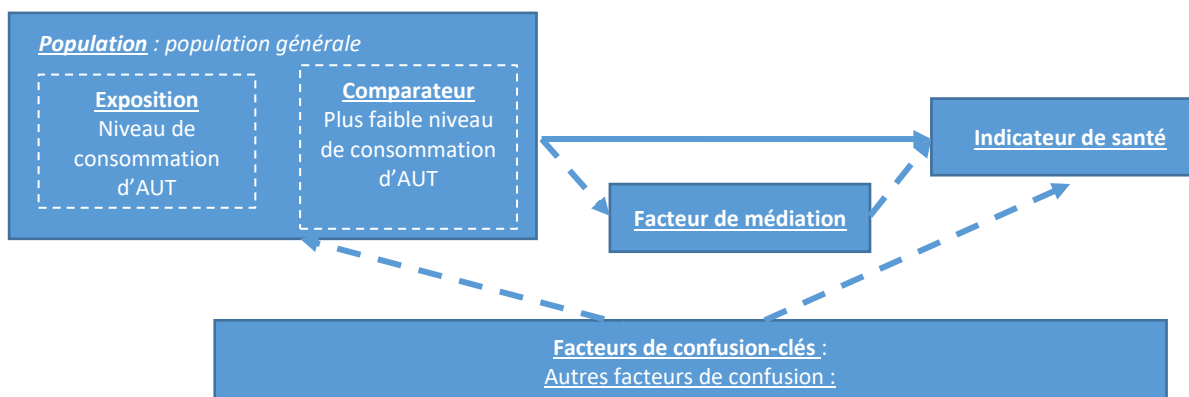 Population : population générale
Exposition
Niveau de
consommation
d’AUT
Comparateur
Plus faible niveau
de consommation
d’AUT
Indicateur de santé
Facteur de médiation
Facteurs de confusion-clés :
Autres facteurs de confusion :